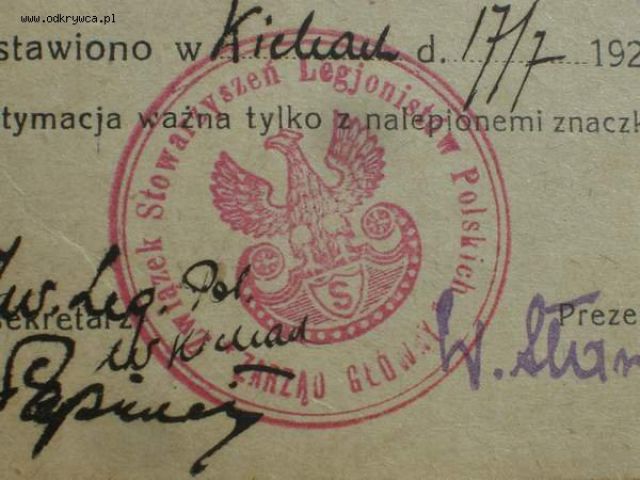 www.odkrywca.pl
stawiono w Kielcach d. 17/7 192
tymacja ważna tylko z nalepionemi znaczk
Związek Stowarzyszeń Legjonistów Polskich
ZARZĄD GŁÓWNY
S
Zw. Leg. Pol.
sekretarz
w Kielcach
Preze
W.